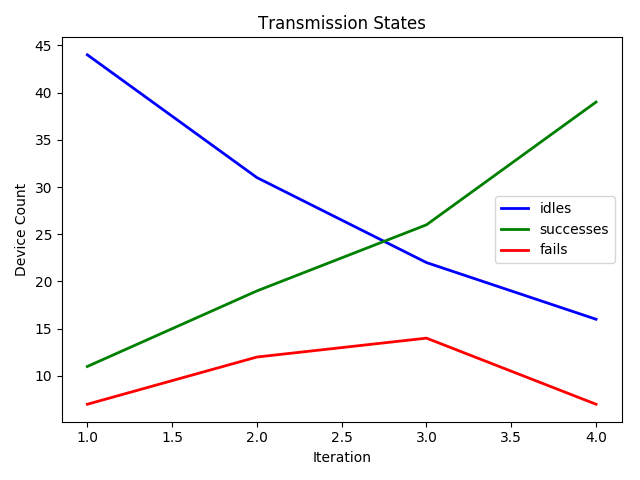 Transmission States
45
40
35
30
25
20
15
10
Device Count
idles
successes
fails
1.0 1.5 2.0 2.5 3.0 3.5 4.0
Iteration